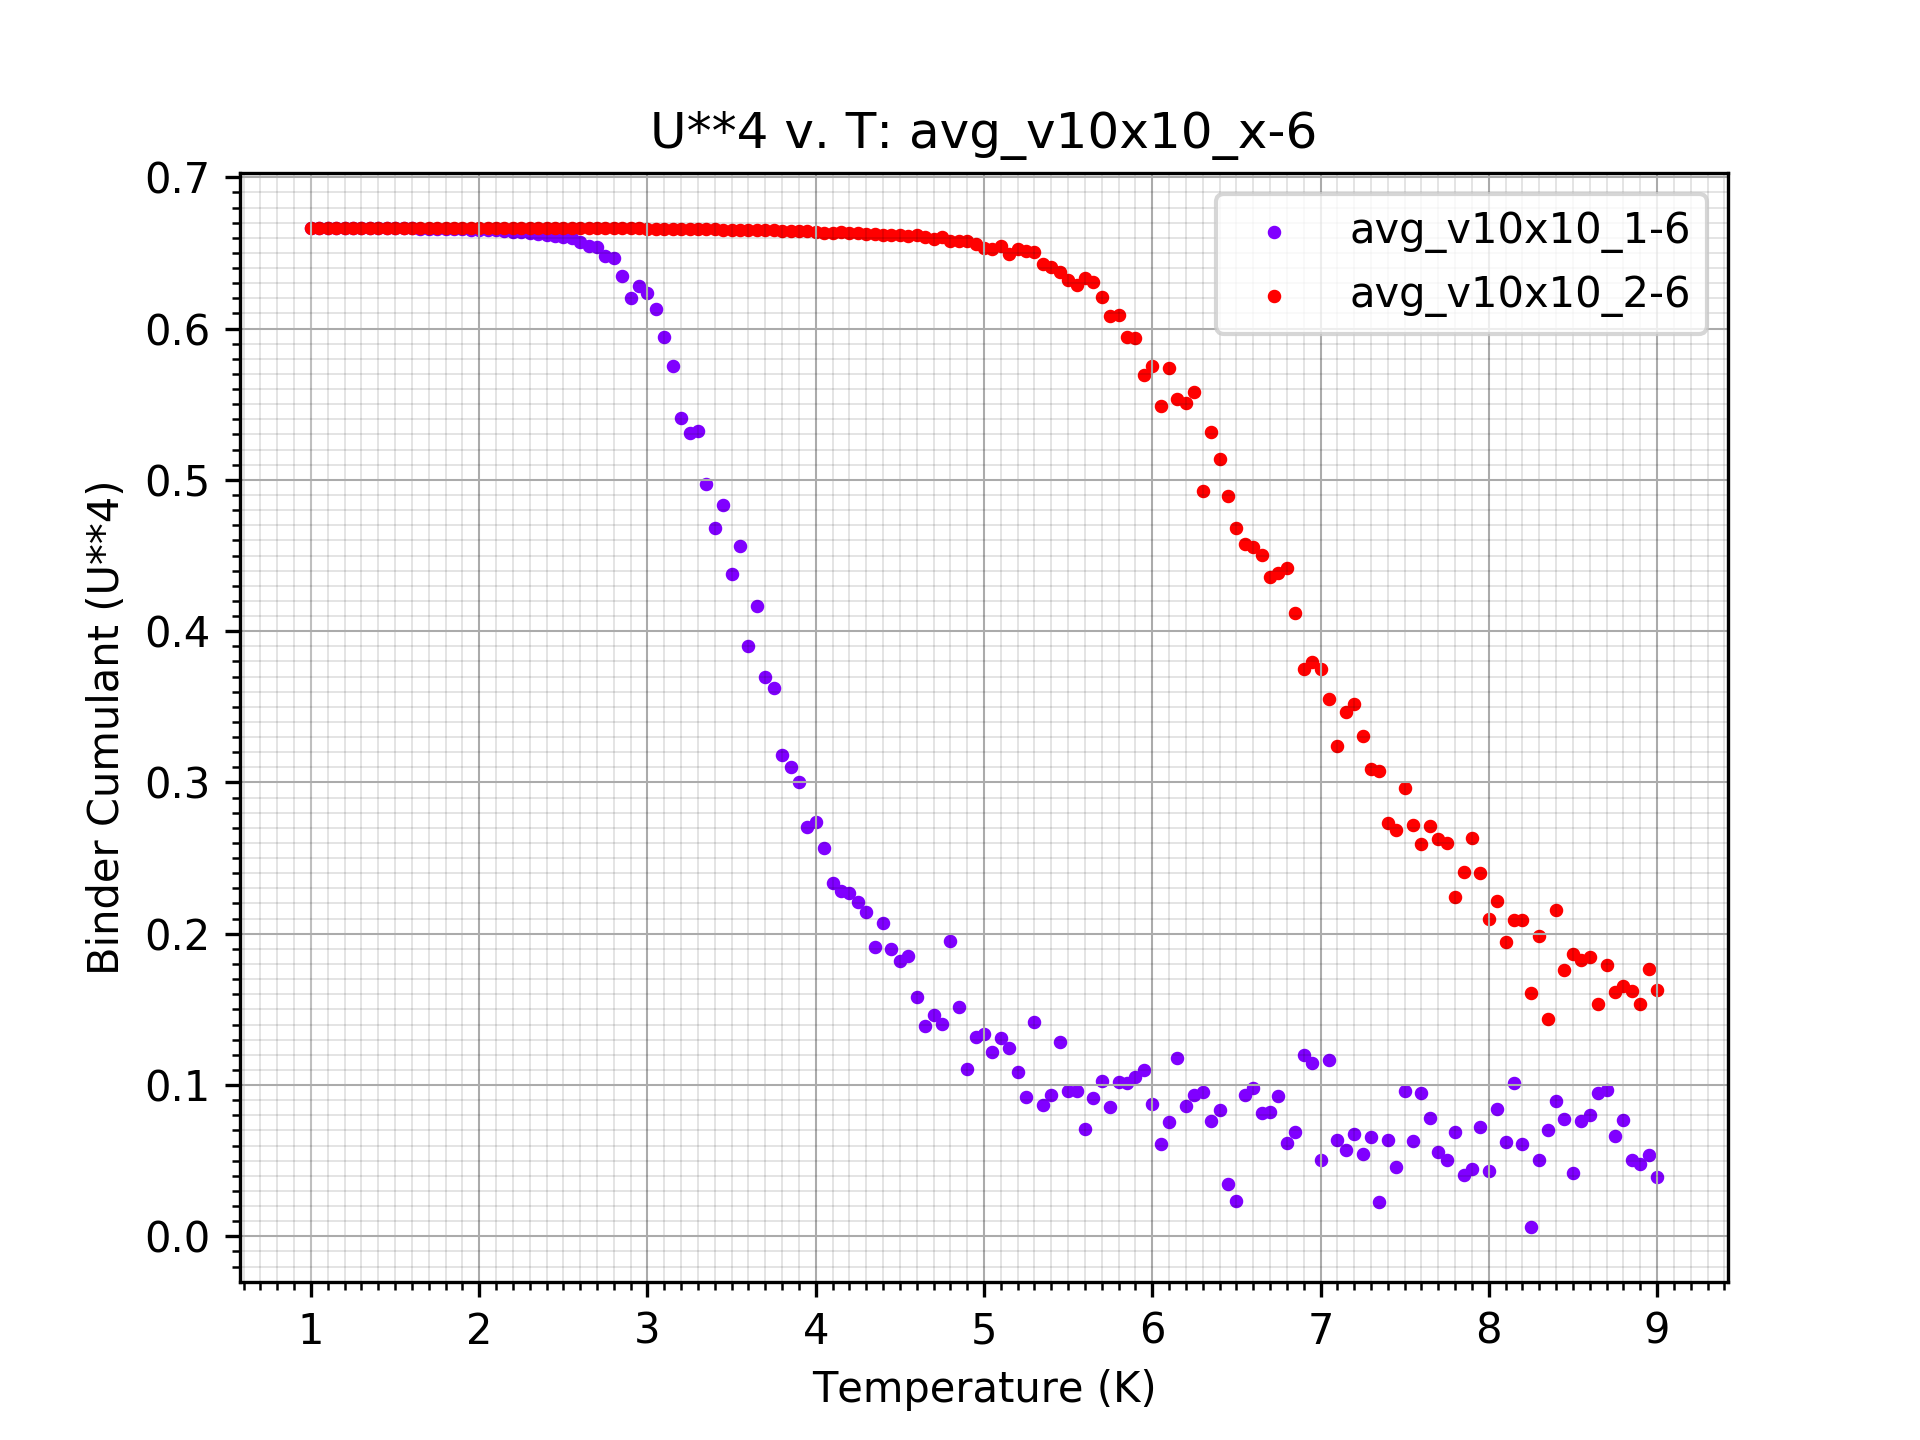 U**4 v. T: avg_v10x10_x-6
avg_v10x10_1-6
avg_v10x10_2-6
Binder Cumulant (U**4)
0.7
0.6
0.5
0.4
0.3
0.2
0.1
0.0
1 2 3 4 5 6 7 8 9
Temperature (K)